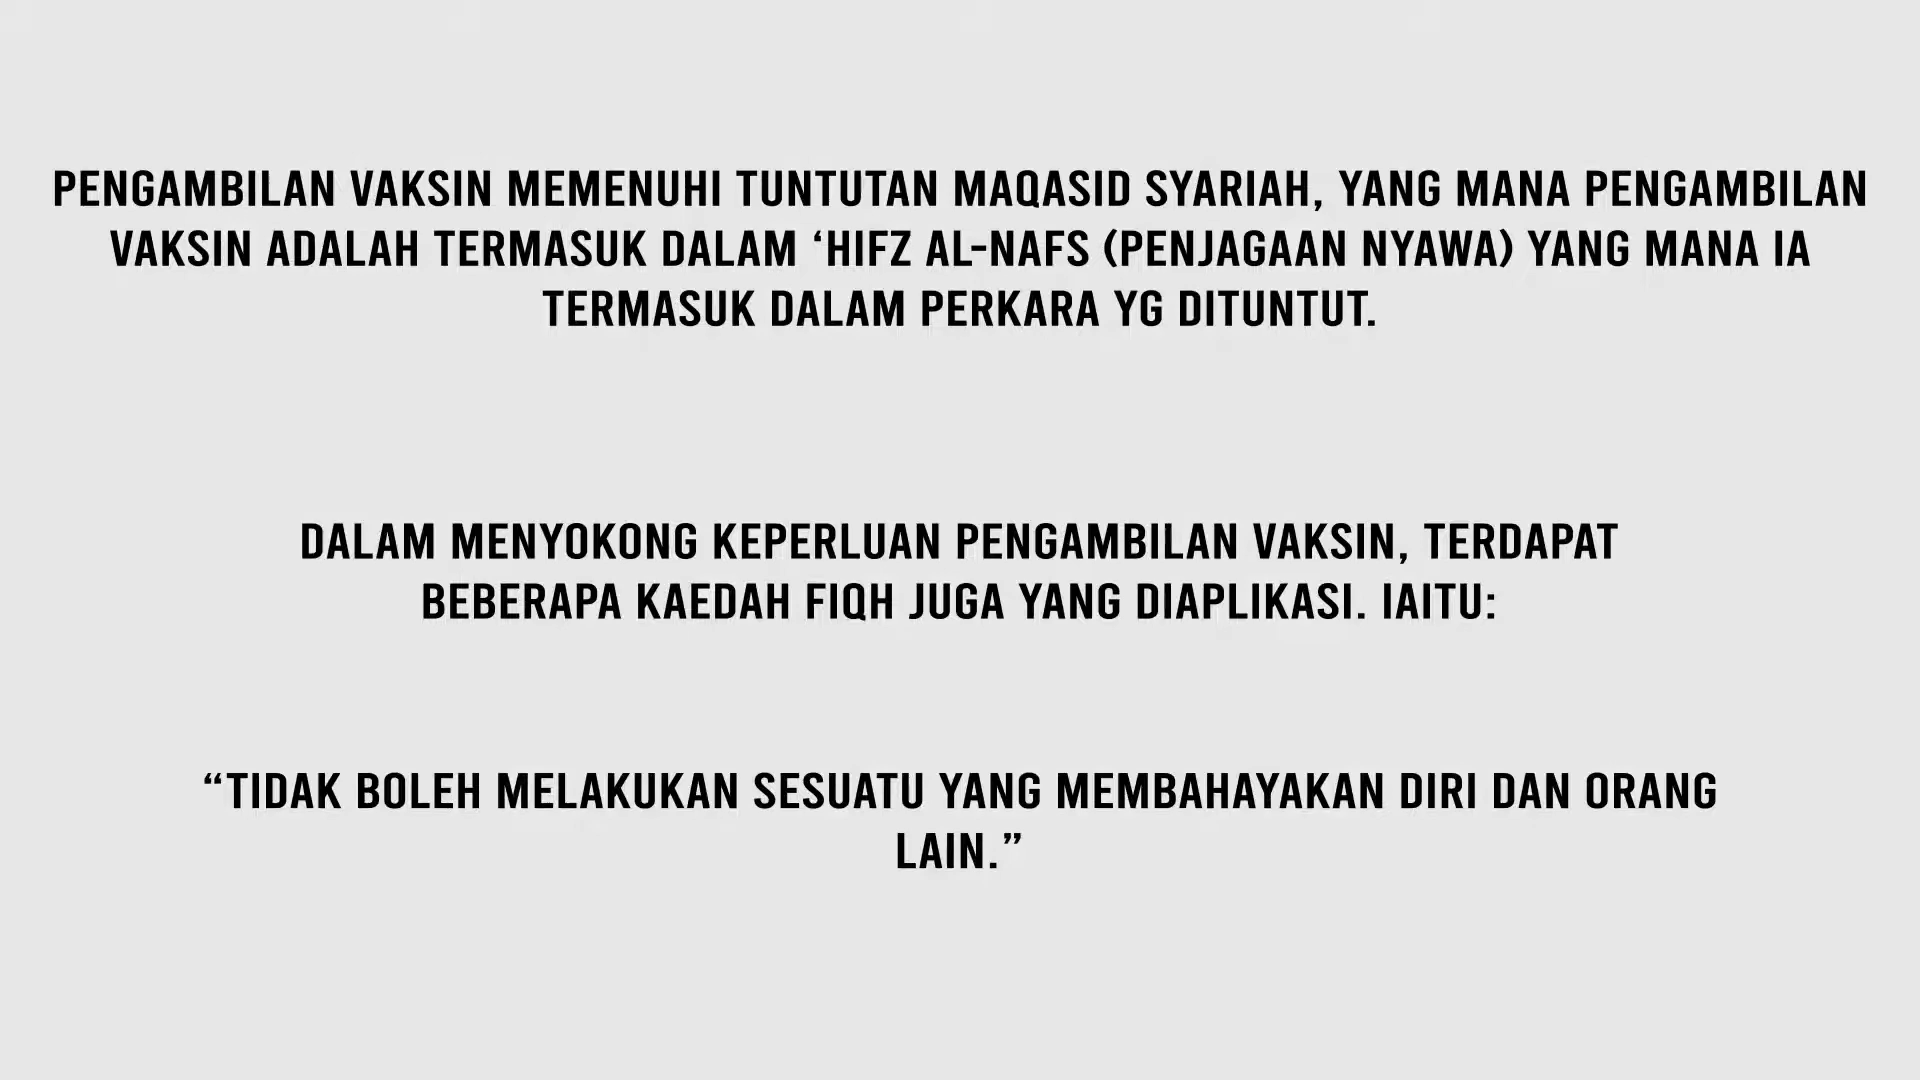 PENGAMBILAN VAKSIN MEMENUHI TUNTUTAN MAQASID SYARIAH, YANG MANA PENGAMBILAN
VAKSIN ADALAH TERMASUK DALAM ‘HIFZ AL-NAFS (PENJAGAAN NYAWA) YANG MANA IA
TERMASUK DALAM PERKARA YG DITUNTUT.
DALAM MENYOKONG KEPERLUAN PENGAMBILAN VAKSIN, TERDAPAT
BEBERAPA KAEDAH FIQH JUGA YANG DIAPLIKASI. IAITU:
“TIDAK BOLEH MELAKUKAN SESUATU YANG MEMBAHAYAKAN DIRI DAN ORANG
LAIN.”